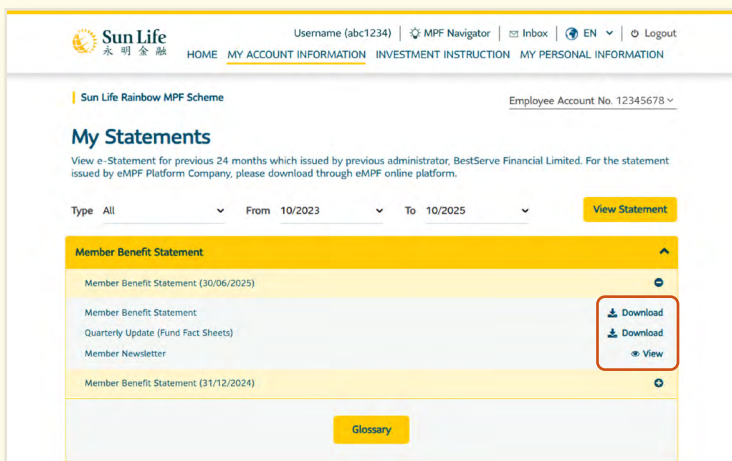 Sun Life
永明金融
Username (abc1234) | MPF Navigator | Inbox | EN | Logout
HOME MY ACCOUNT INFORMATION INVESTMENT INSTRUCTION MY PERSONAL INFORMATION
Sun Life Rainbow MPF Scheme
Employee Account No. 12345678
My Statements
View e-Statement for previous 24 months which issued by previous administrator, BestServe Financial Limited. For the statement
issued by eMPF Platform Company, please download through eMPF online platform.
Type All From 10/2023 To 10/2025 View Statement
Member Benefit Statement
Member Benefit Statement (30/06/2025)
Member Benefit Statement Download
Quarterly Update (Fund Fact Sheets) Download
Member Newsletter View
Member Benefit Statement (31/12/2024)
Glossary